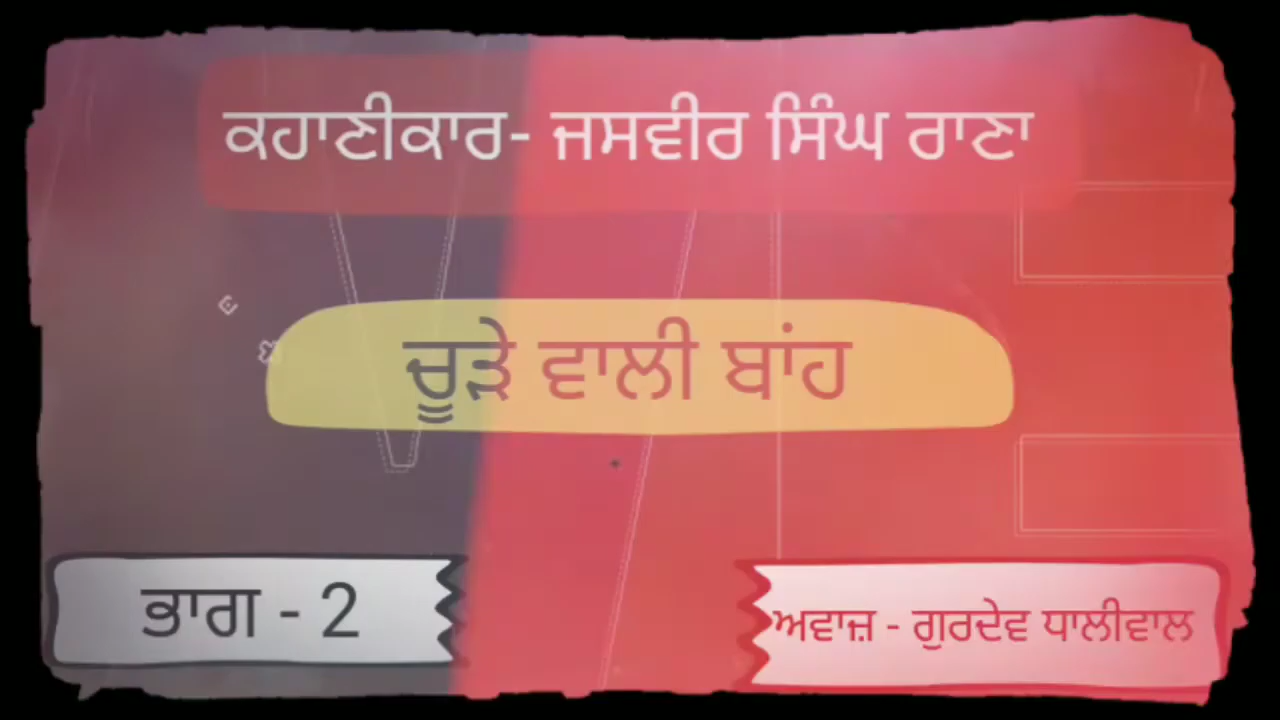 ਕਹਾਣੀਕਾਰ- ਜਸਵੀਰ ਸਿੰਘ ਰਾਣਾ
ਚੂੜੇ ਵਾਲੀ ਬਾਂਹ
ਭਾਗ - 2
ਅਵਾਜ਼ - ਗੁਰਦੇਵ ਧਾਲੀਵਾਲ